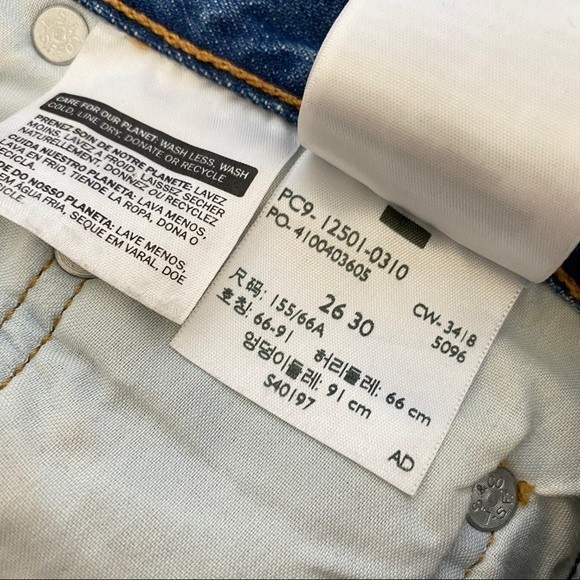 CARE FOR OUR PLANET: WASH LESS, WASH
COLD, LINE DRY, DONATE OR RECYCLE
PRENEZ SOIN DE NOTRE PLANETE: LAVEZ
MOINS, LAVEZ A FROID, LAISSEZ SECHER
NATURELLEMENT, DONNEZ OU RECYCLEZ
CUIDA NUESTRO PLANETA: LAVA MENOS,
LAVA EN FRIO, TIENDE LA ROPA, DONA O
RECICLA.
DE DO NOSSO PLANETA: LAVE MENOS,
EM ÁGUA FRIA, SEQUE EM VARAL, DOE
CICLE.
PC9- 12501-0310
PO- 4100403605
26 30
CW- 3418
5096
尺码: 155/66A
호칭: 66-91
허리둘레: 66 cm
엉덩이둘레: 91 cm
S40197
AD
& CO
L.S.